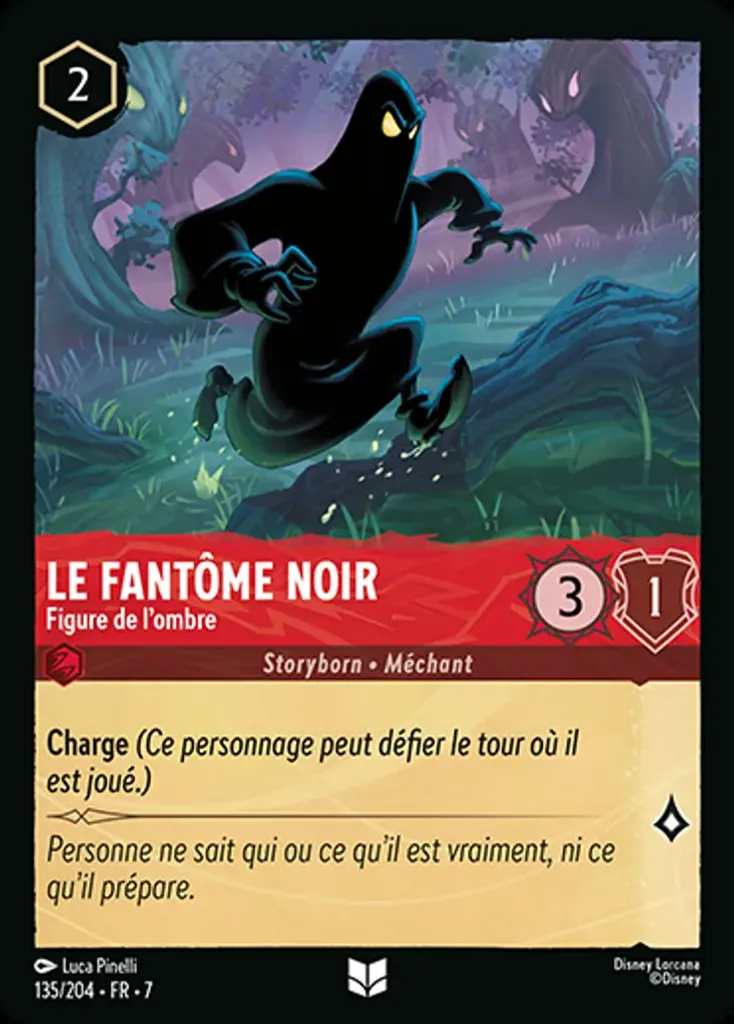 2
LE FANTÔME NOIR
Figure de l'ombre
3
1
Storyborn • Méchant
Charge (Ce personnage peut défier le tour où il
est joué.)
Personne ne sait qui ou ce qu'il est vraiment, ni ce
qu'il prépare.
Luca Pinelli
135/204 • FR • 7
Disney Lorcana
©Disney